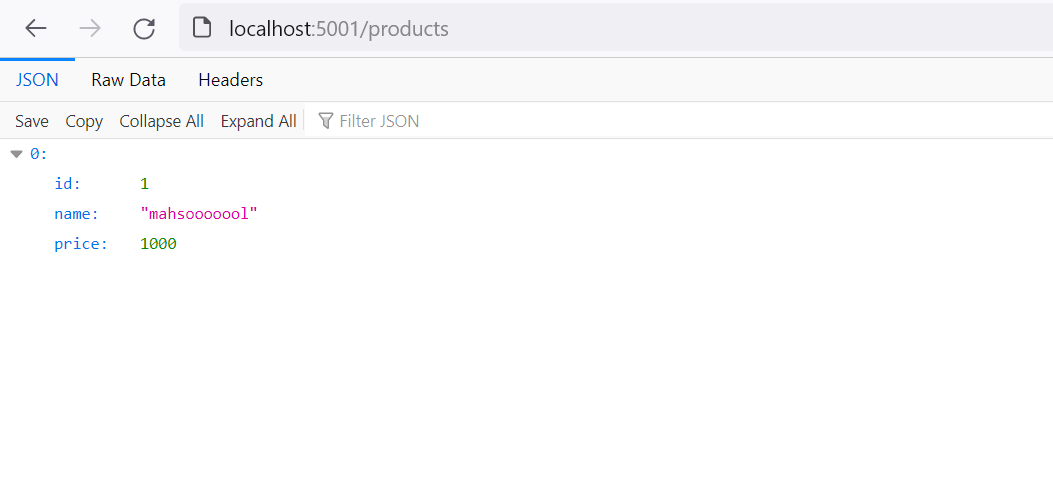 localhost:5001/products
JSON Raw Data Headers
Save Copy Collapse All Expand All Filter JSON
0:
id: 1
name: "mahsooooool"
price: 1000